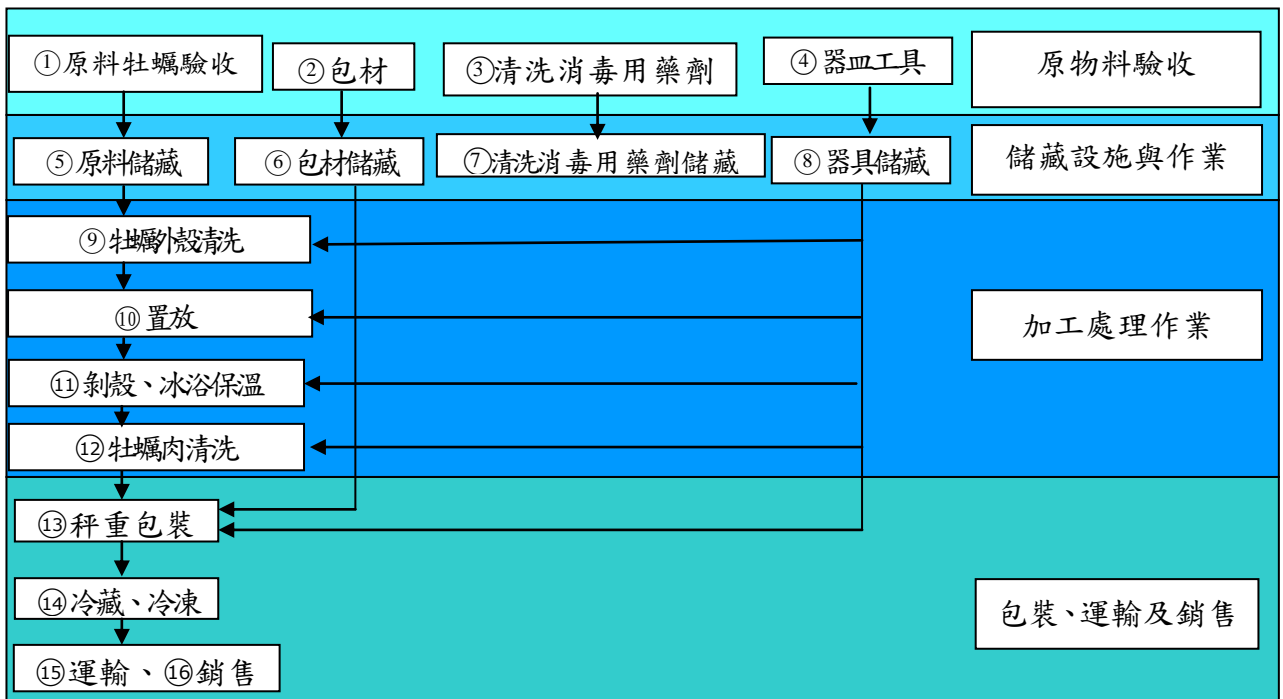 ①原料牡蠣驗收
②包材
③清洗消毒用藥劑
④器皿工具
原物料驗收
⑤原料儲藏
⑥包材儲藏
⑦清洗消毒用藥劑儲藏
⑧器具儲藏
儲藏設施與作業
⑨牡蠣外殼清洗
⑩置放
⑪剝殼、冰浴保溫
⑫牡蠣肉清洗
加工處理作業
⑬秤重包裝
⑭冷藏、冷凍
⑮運輸、⑯銷售
包裝、運輸及銷售